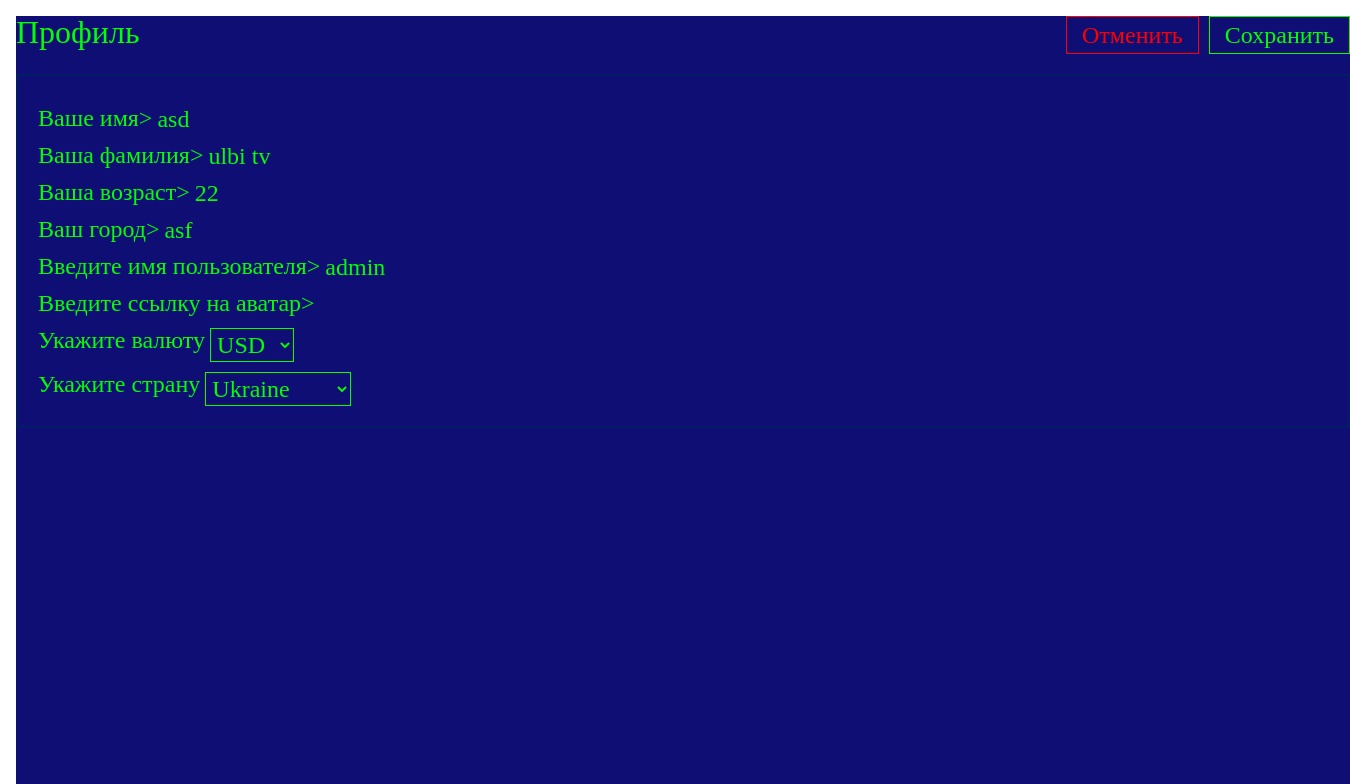 Профиль
Отменить
Сохранить
Ваше имя> asd
Ваша фамилия> ulbi tv
Ваша возраст> 22
Ваш город> asf
Введите имя пользователя> admin
Введите ссылку на аватар>
Укажите валюту USD
Укажите страну Ukraine